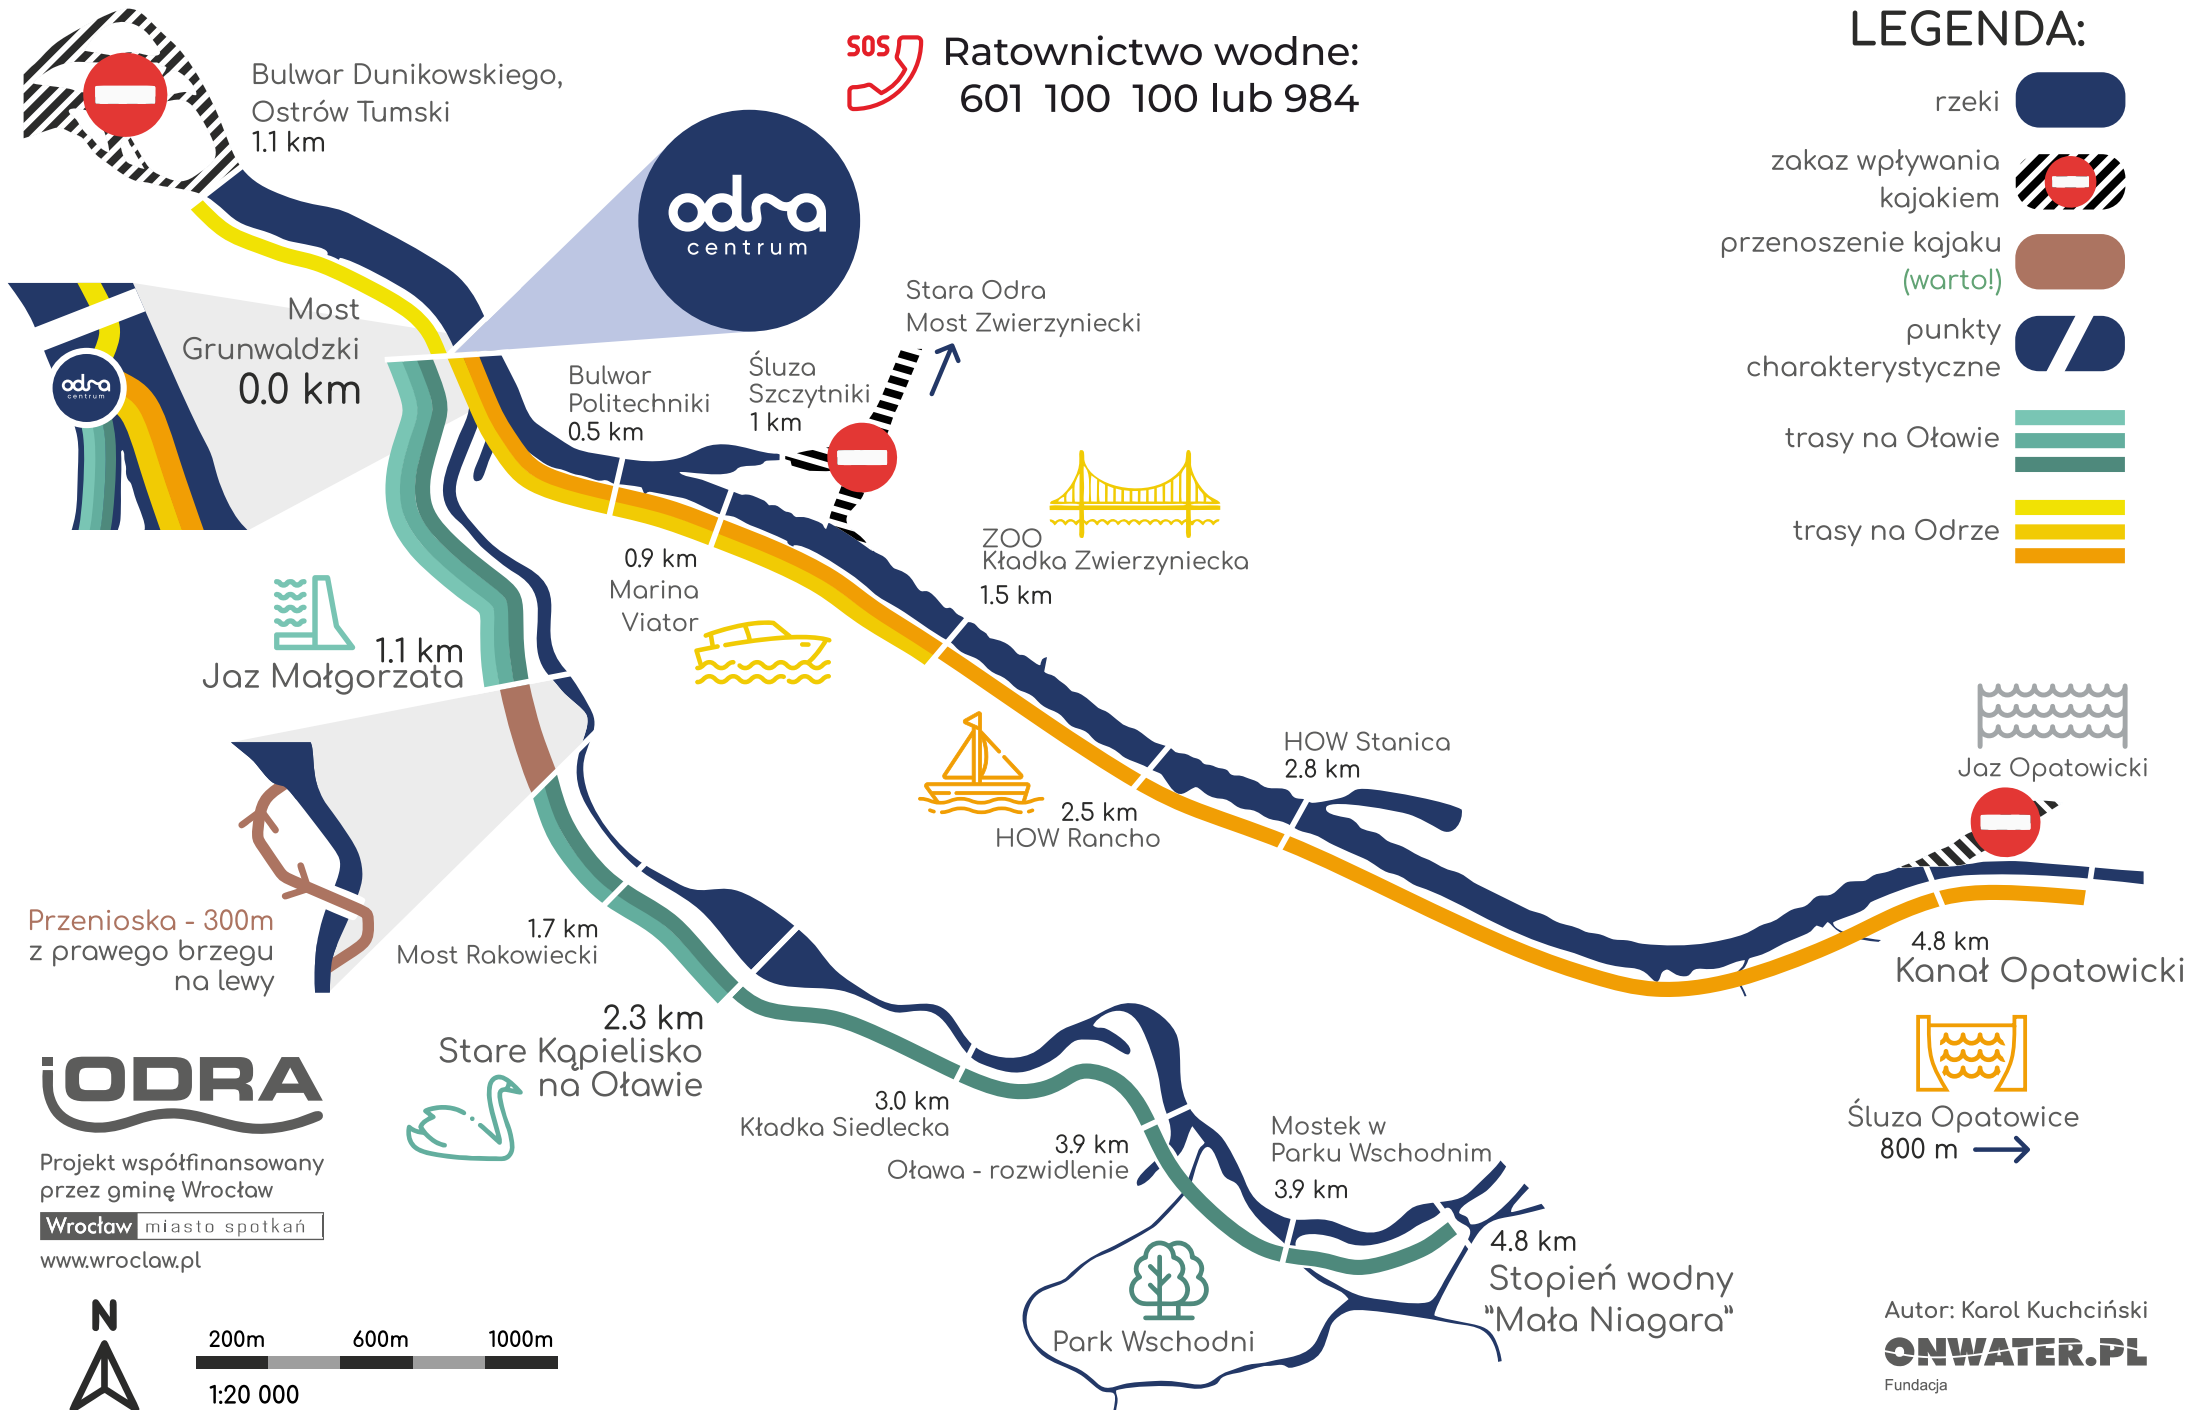 Bulwar Dunikowskiego,
Ostrów Tumski
1.1 km
SOS
Ratownictwo wodne:
601 100 100 lub 984
odra
centrum
LEGENDA:
rzeki
zakaz wpływania
kajakiem
przenoszenie kajaku
(warto!)
punkty
charakterystyczne
trasy na Oławie
trasy na Odrze
Most
Grunwaldzki
0.0 km
odra
centrum
Bulwar
Politechniki
0.5 km
Śluza
Szczytniki
1 km
Stara Odra
Most Zwierzyniecki
0.9 km
Marina
Viator
ZOO
Kładka Zwierzyniecka
1.5 km
1.1 km
Jaz Małgorzata
2.5 km
HOW Rancho
HOW Stanica
2.8 km
Jaz Opatowicki
4.8 km
Kanał Opatowicki
Śluza Opatowice
800 m
Przenioska - 300m
z prawego brzegu
na lewy
1.7 km
Most Rakowiecki
2.3 km
Stare Kąpielisko
na Oławie
3.0 km
Kładka Siedlecka
3.9 km
Oława - rozwidlenie
Mostek w
Parku Wschodnim
3.9 km
4.8 km
Stopień wodny
"Mała Niagara"
Park Wschodni
iODRA
Projekt współfinansowany
przez gminę Wrocław
Wrocław miasto spotkań
www.wroclaw.pl
N
200m 600m 1000m
1:20 000
Autor: Karol Kuchciński
ONWATER.PL
Fundacja